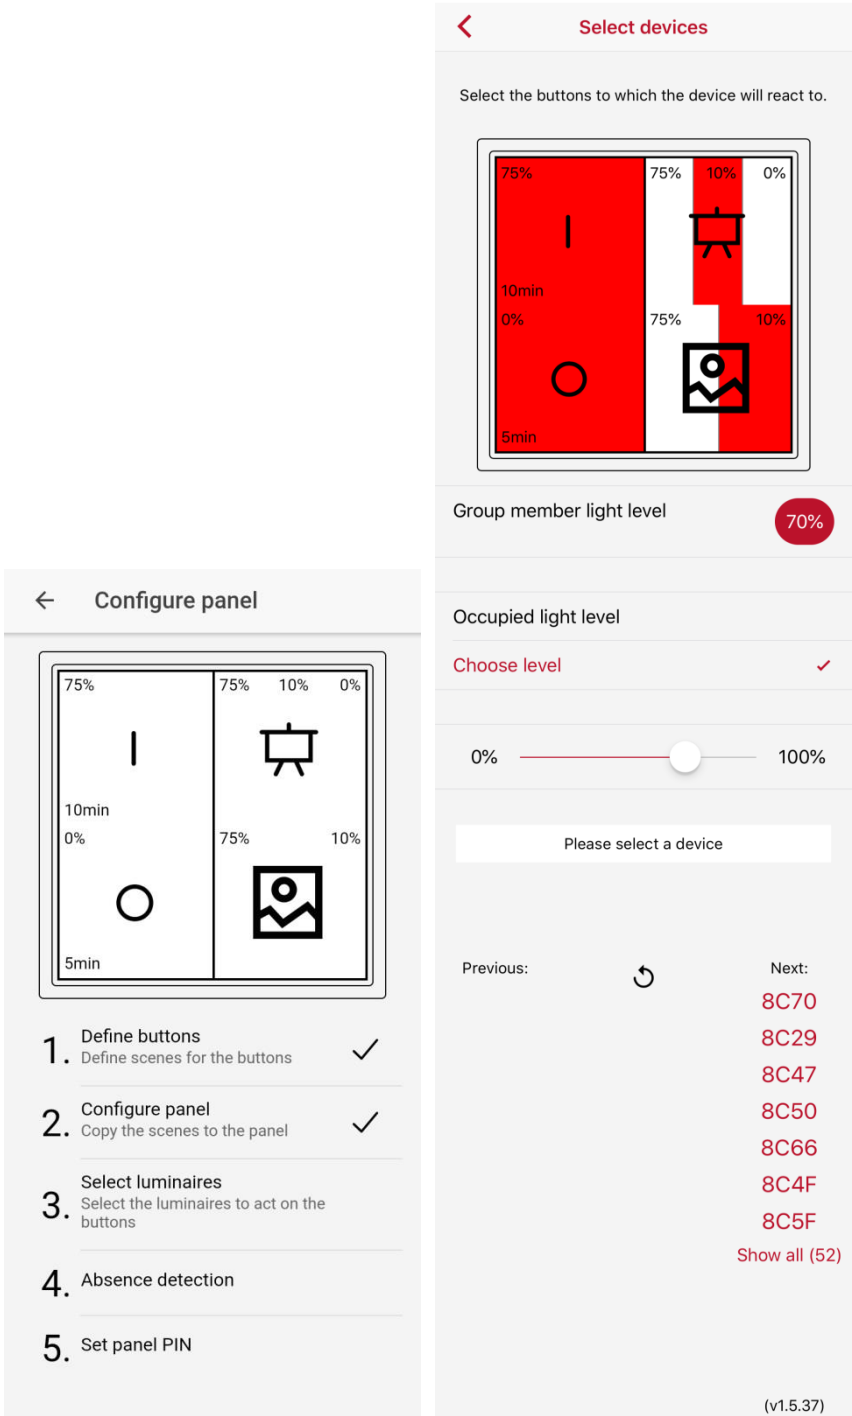 Configure panel
75%
75% 10% 0%
10min
0%
75% 10%
5min
1. Define buttons
Define scenes for the buttons
2. Configure panel
Copy the scenes to the panel
3. Select luminaires
Select the luminaires to act on the
buttons
4. Absence detection
5. Set panel PIN
Select devices
Select the buttons to which the device will react to.
75%
75% 10% 0%
10min
0%
75% 10%
5min
Group member light level
70%
Occupied light level
Choose level
0% 100%
Please select a device
Previous:
Next:
8C70
8C29
8C47
8C50
8C66
8C4F
8C5F
Show all (52)
(v1.5.37)